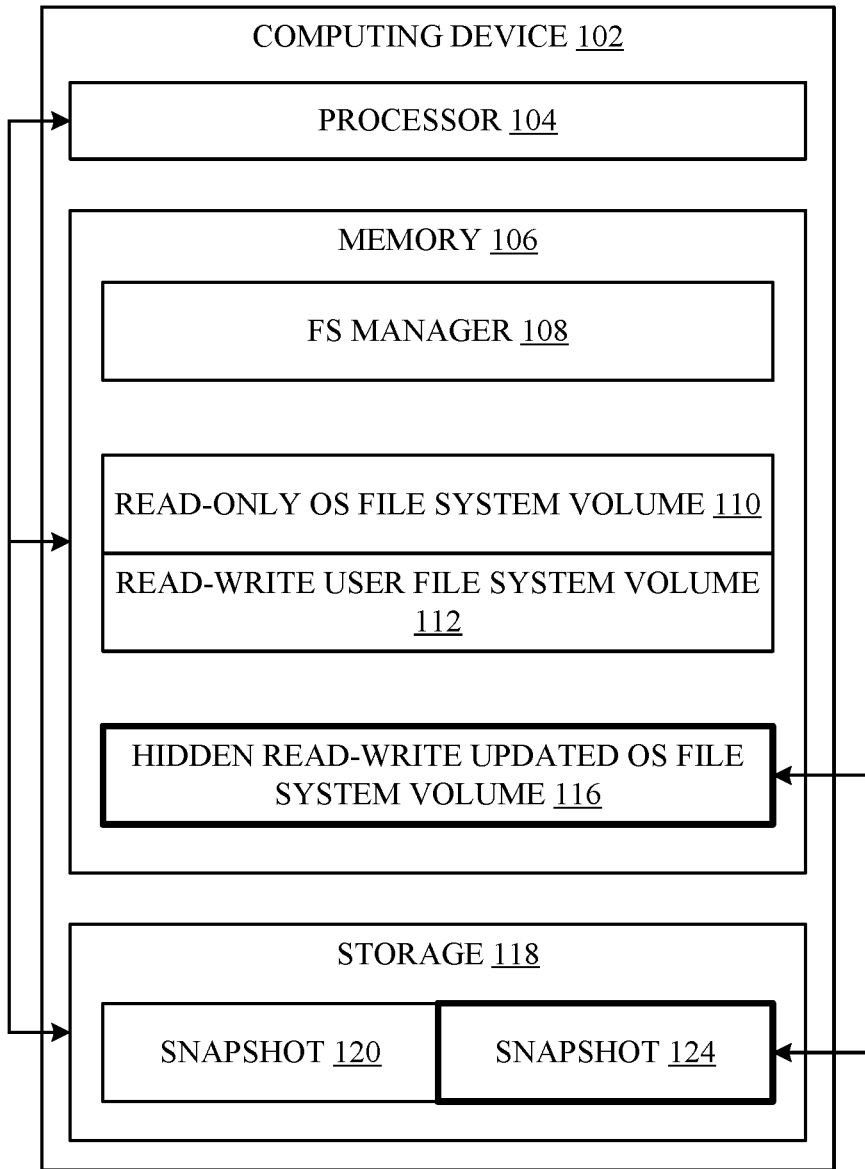 COMPUTING DEVICE 102
PROCESSOR 104
MEMORY 106
FS MANAGER 108
READ-ONLY OS FILE SYSTEM VOLUME 110
READ-WRITE USER FILE SYSTEM VOLUME
112
HIDDEN READ-WRITE UPDATED OS FILE
SYSTEM VOLUME 116
STORAGE 118
SNAPSHOT 120
SNAPSHOT 124